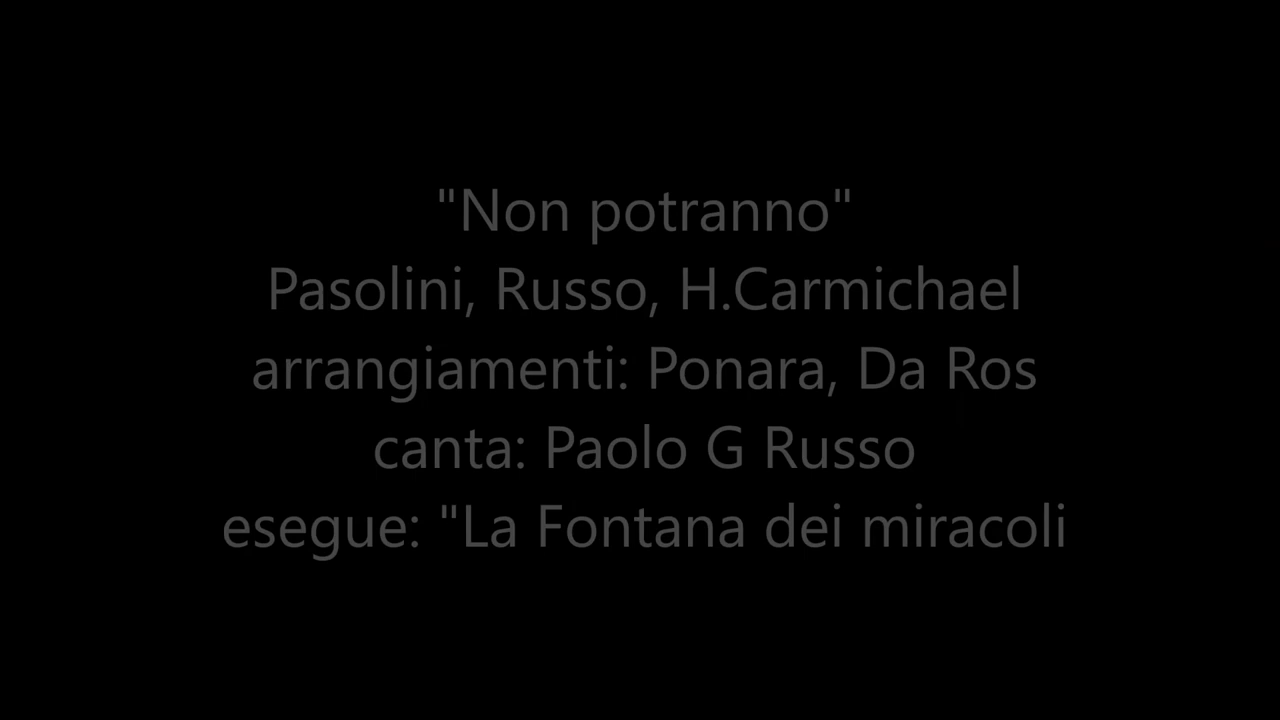 "Non potranno"
Pasolini, Russo, H.Carmichael
arrangiamenti: Ponara, Da Ros
canta: Paolo G Russo
esegue: "La Fontana dei miracoli